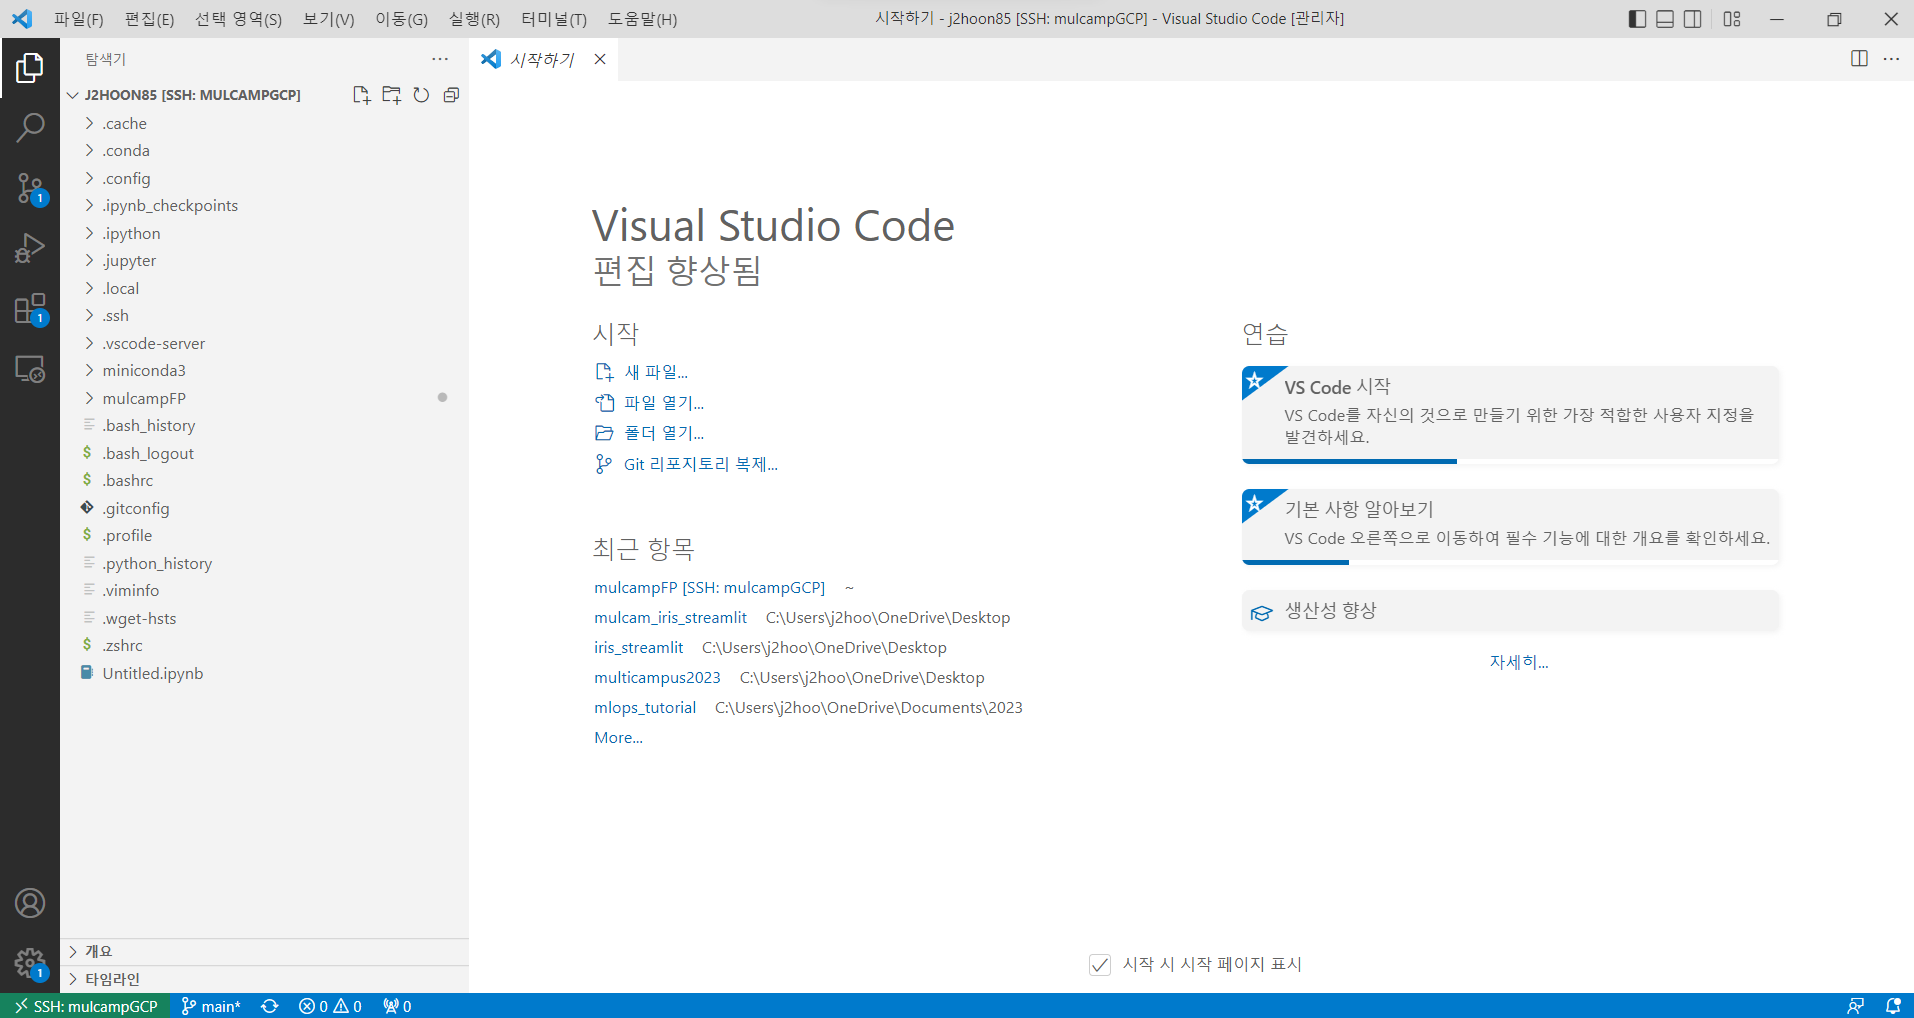 파일(F) 편집(E) 선택 영역(S) 보기(V) 이동(G) 실행(R) 터미널(T) 도움말(H) 시작하기 - j2hoon85 [SSH: mulcampGCP] - Visual Studio Code [관리자]
탐색기
시작하기
J2HOON85 [SSH: MULCAMPGCP]
.cache
.conda
.config
.ipynb_checkpoints
.ipython
.jupyter
.local
.ssh
.vscode-server
miniconda3
mulcampFP
.bash_history
$ .bash_logout
$ .bashrc
.gitconfig
$ .profile
.python_history
.viminfo
.wget-hsts
$ .zshrc
Untitled.ipynb
개요
타임라인
1
1
1
Visual Studio Code
편집 향상됨
시작
새 파일...
파일 열기...
폴더 열기...
Git 리포지토리 복제...
최근 항목
mulcampFP [SSH: mulcampGCP] ~
mulcam_iris_streamlit C:\Users\j2hoo\OneDrive\Desktop
iris_streamlit C:\Users\j2hoo\OneDrive\Desktop
multicampus2023 C:\Users\j2hoo\OneDrive\Desktop
mlops_tutorial C:\Users\j2hoo\OneDrive\Documents\2023
More...
연습
VS Code 시작
VS Code를 자신의 것으로 만들기 위한 가장 적합한 사용자 지정을
발견하세요.
기본 사항 알아보기
VS Code 오른쪽으로 이동하여 필수 기능에 대한 개요를 확인하세요.
생산성 향상
자세히...
시작 시 시작 페이지 표시
SSH: mulcampGCP main* 0 0 0